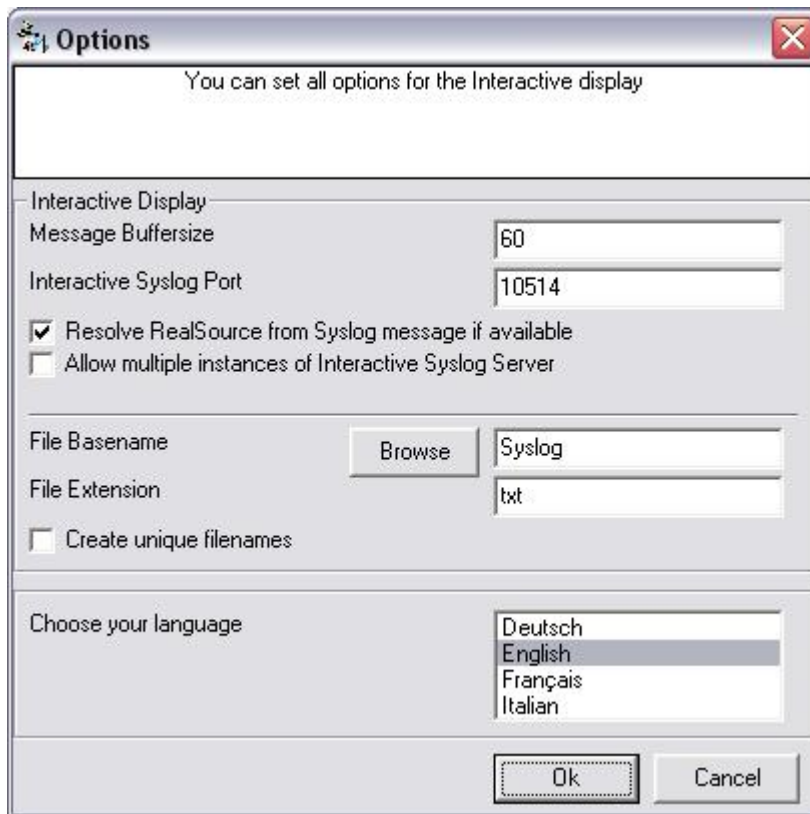 Options
You can set all options for the Interactive display
Interactive Display
Message Buffersize 60
Interactive Syslog Port 10514
Resolve RealSource from Syslog message if available
Allow multiple instances of Interactive Syslog Server
File Basename Browse Syslog
File Extension txt
Create unique filenames
Choose your language Deutsch
English
Français
Italian
Ok Cancel